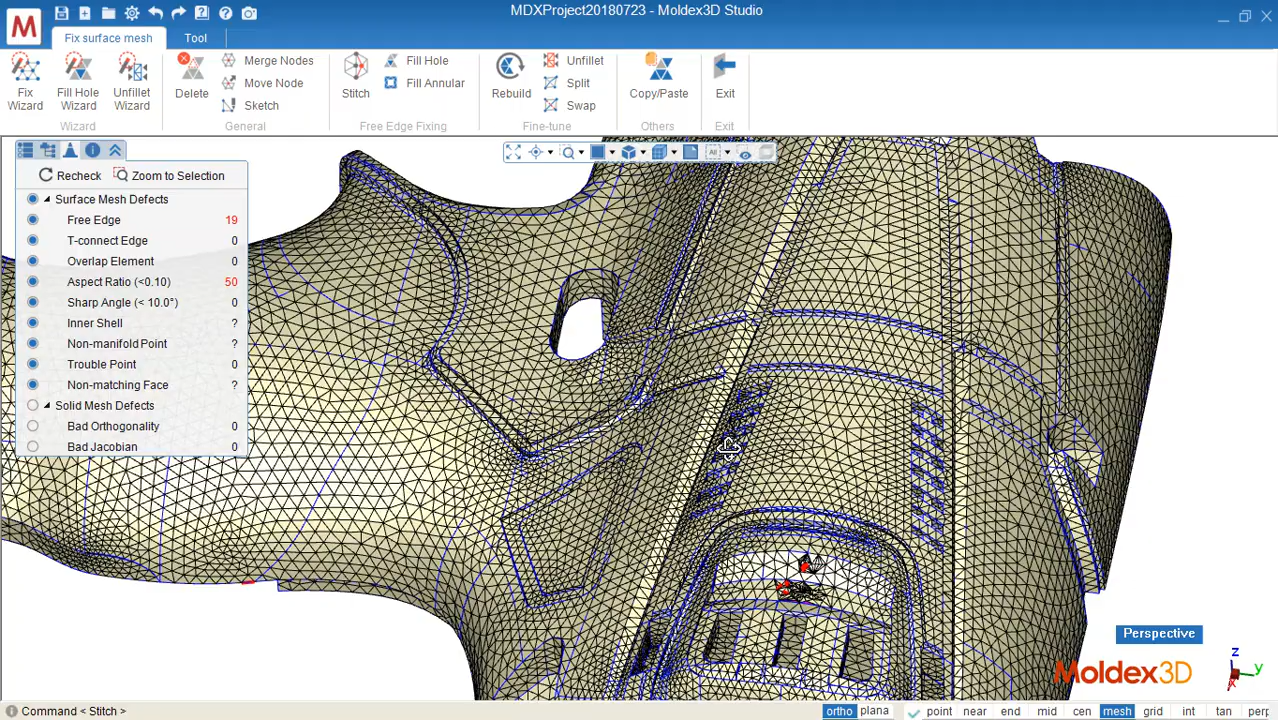 MDXProject20180723 - Moldex3D Studio
M
Fix surface mesh
Tool
Fix Wizard
Fill Hole Wizard
Unfillet Wizard
Wizard
Delete
Merge Nodes
Move Node
Sketch
General
Stitch
Fill Hole
Fill Annular
Free Edge Fixing
Rebuild
Unfillet
Split
Swap
Fine-tune
Copy/Paste
Others
Exit
Exit
All
Recheck
Zoom to Selection
Surface Mesh Defects
Free Edge 19
T-connect Edge 0
Overlap Element 0
Aspect Ratio (<0.10) 50
Sharp Angle (< 10.0°) 0
Inner Shell ?
Non-manifold Point ?
Trouble Point 0
Non-matching Face ?
Solid Mesh Defects
Bad Orthogonality 0
Bad Jacobian 0
Perspective
Moldex3D
z
y
x
Command < Stitch >
ortho plana point near end mid cen mesh grid int tan perp